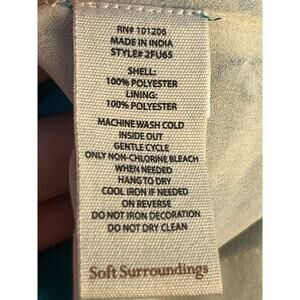 RN# 101206
MADE IN INDIA
STYLE# 2FU65
SHELL:
100% POLYESTER
LINING:
100% POLYESTER
MACHINE WASH COLD
INSIDE OUT
GENTLE CYCLE
ONLY NON-CHLORINE BLEACH
WHEN NEEDED
HANG TO DRY
COOL IRON IF NEEDED
ON REVERSE
DO NOT IRON DECORATION
DO NOT DRY CLEAN
Soft Surroundings